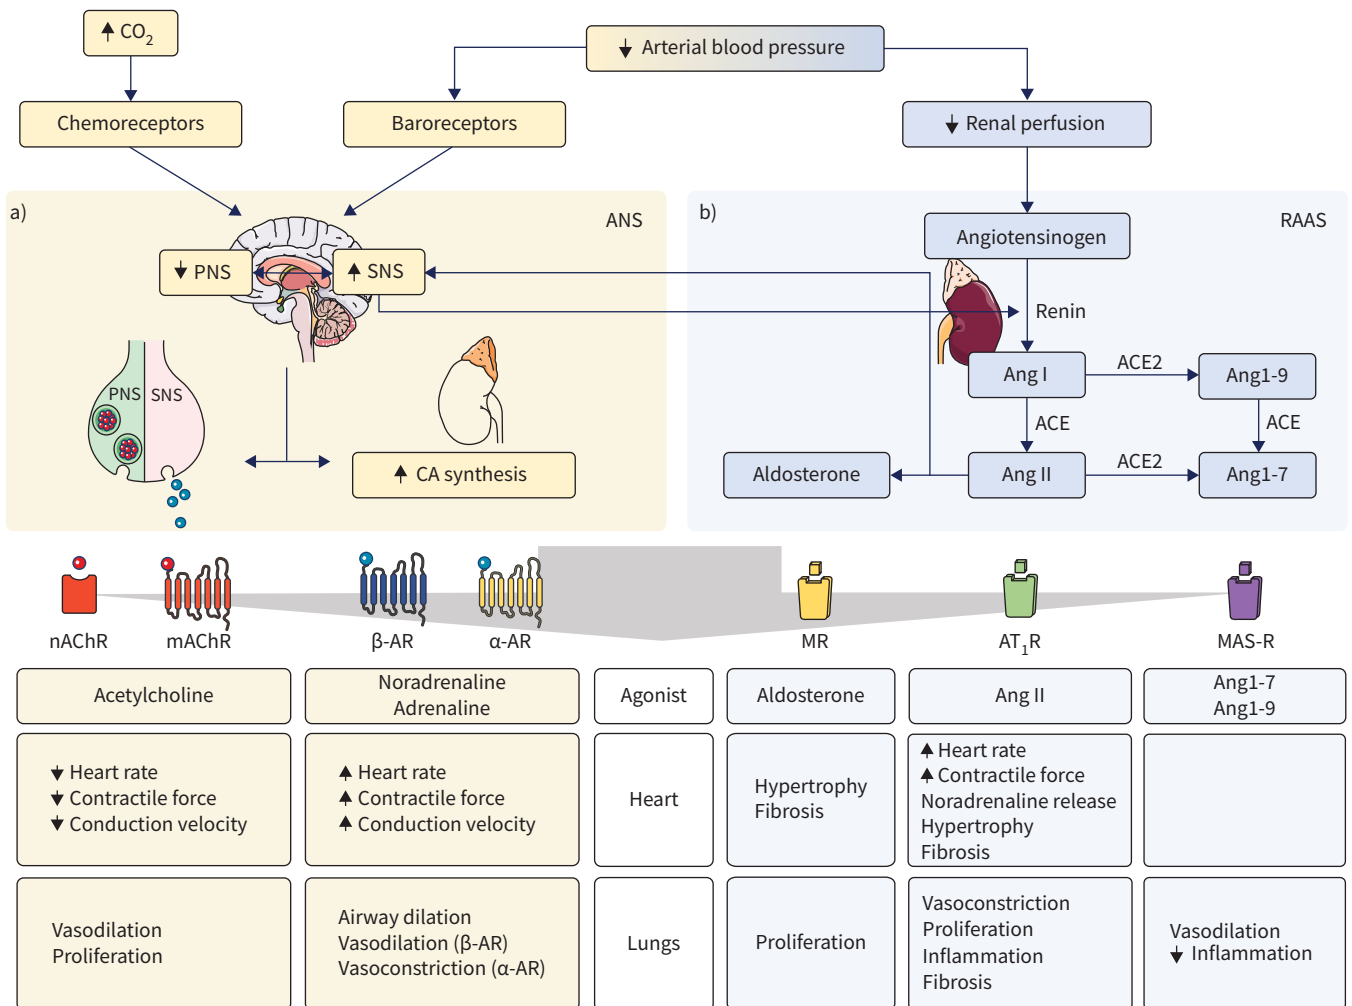 ↑ CO2
↓ Arterial blood pressure
Chemoreceptors
Baroreceptors
↓ Renal perfusion
a)
ANS
b)
RAAS
Angiotensinogen
↓ PNS
↑ SNS
Renin
PNS
SNS
Ang I
ACE2
Ang1-9
ACE
ACE
↑ CA synthesis
Aldosterone
Ang II
ACE2
Ang1-7
nAChR
mAChR
β-AR
α-AR
MR
AT1R
MAS-R
Acetylcholine
Noradrenaline
Adrenaline
Agonist
Aldosterone
Ang II
Ang1-7
Ang1-9
↓ Heart rate
↓ Contractile force
↓ Conduction velocity
↑ Heart rate
↑ Contractile force
↑ Conduction velocity
Heart
Hypertrophy
Fibrosis
↑ Heart rate
↑ Contractile force
Noradrenaline release
Hypertrophy
Fibrosis
Vasodilation
Proliferation
Airway dilation
Vasodilation (β-AR)
Vasoconstriction (α-AR)
Lungs
Proliferation
Vasoconstriction
Proliferation
Inflammation
Fibrosis
Vasodilation
↓ Inflammation